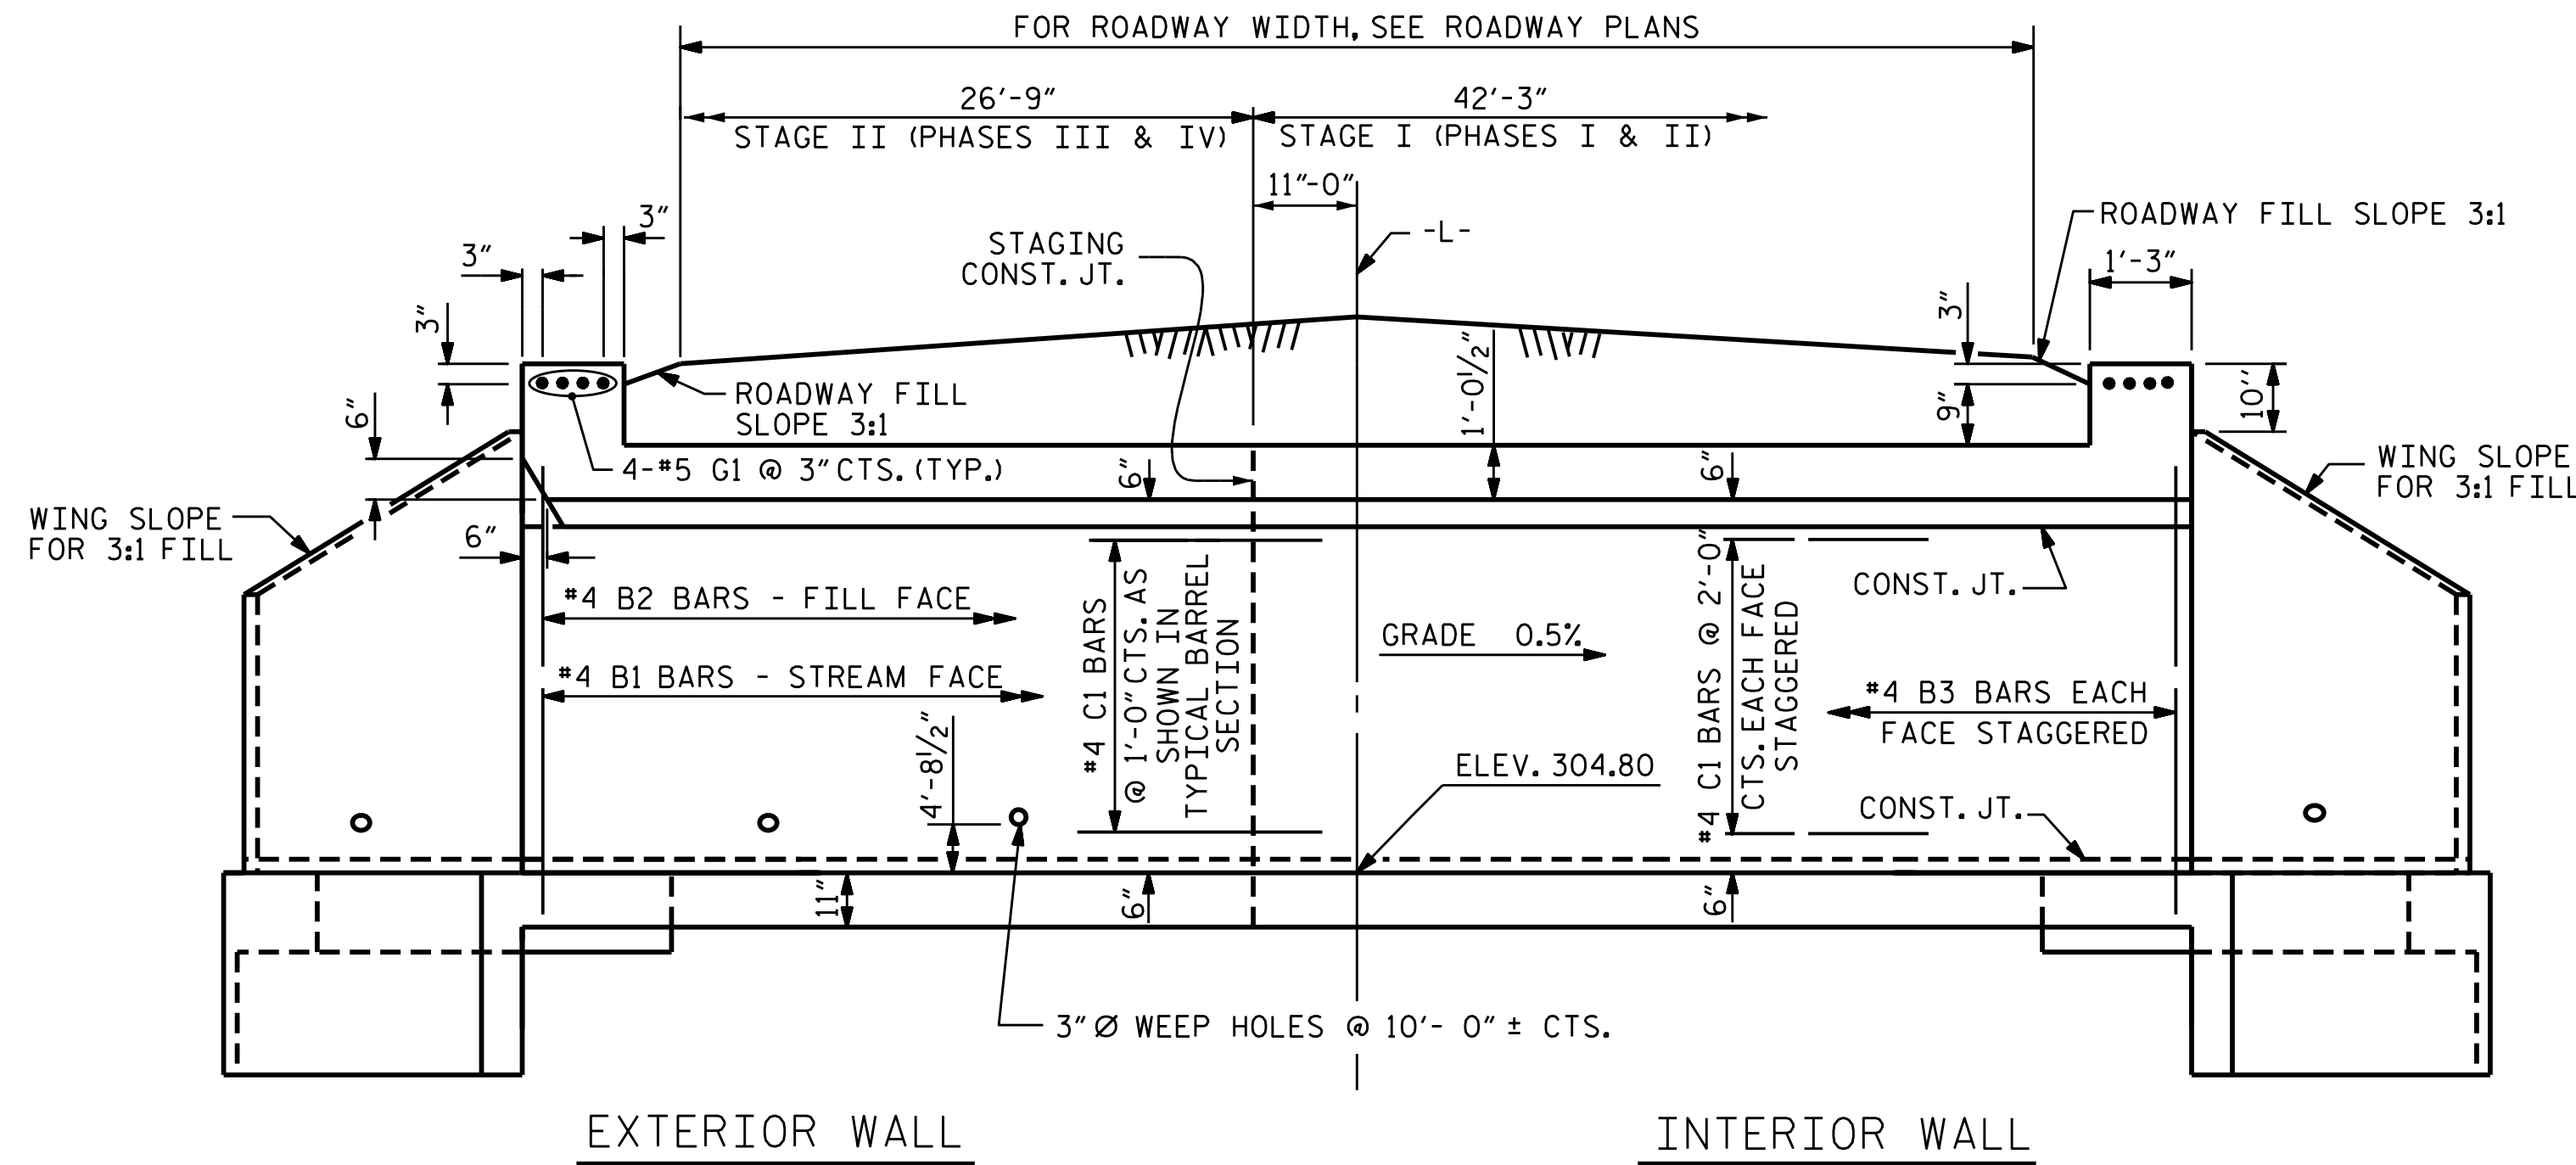 FOR ROADWAY WIDTH, SEE ROADWAY PLANS
26'-9"
42'-3"
STAGE II (PHASES III & IV)
STAGE I (PHASES I & II)
11"-0"
3"
3"
3"
6"
6"
STAGING
CONST. JT.
-L-
ROADWAY FILL SLOPE 3:1
1'-3"
3"
9"
10"
1'-0 1/2"
ROADWAY FILL
SLOPE 3:1
4-#5 G1 @ 3" CTS. (TYP.)
6"
6"
WING SLOPE
FOR 3:1 FILL
WING SLOPE
FOR 3:1 FILL
#4 B2 BARS - FILL FACE
#4 B1 BARS - STREAM FACE
4'-8 1/2"
#4 C1 BARS
@ 1'-0" CTS. AS
SHOWN IN
TYPICAL BARREL
SECTION
GRADE 0.5%
ELEV. 304.80
#4 C1 BARS @ 2'-0"
CTS. EACH FACE
STAGGERED
CONST. JT.
#4 B3 BARS EACH
FACE STAGGERED
CONST. JT.
11"
6"
6"
3" Ø WEEP HOLES @ 10'- 0" ± CTS.
EXTERIOR WALL
INTERIOR WALL